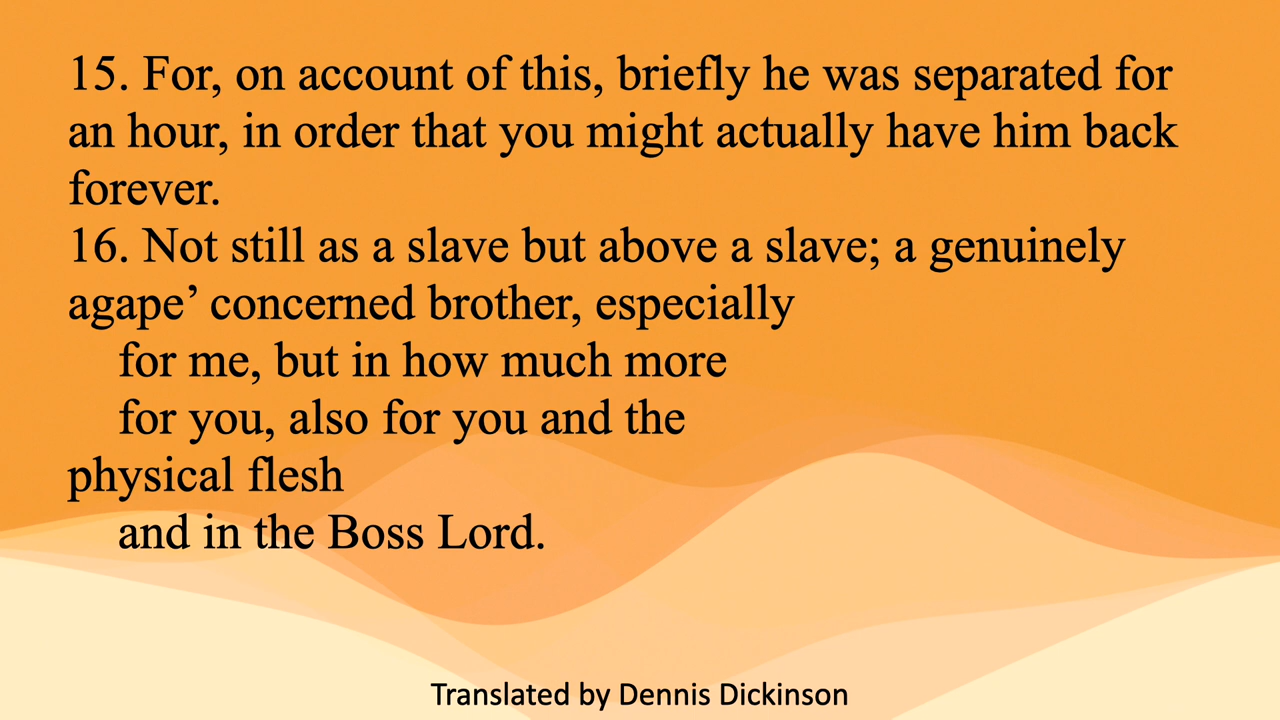 15. For, on account of this, briefly he was separated for
an hour, in order that you might actually have him back
forever.
16. Not still as a slave but above a slave; a genuinely
agape’ concerned brother, especially
for me, but in how much more
for you, also for you and the
physical flesh
and in the Boss Lord.
Translated by Dennis Dickinson